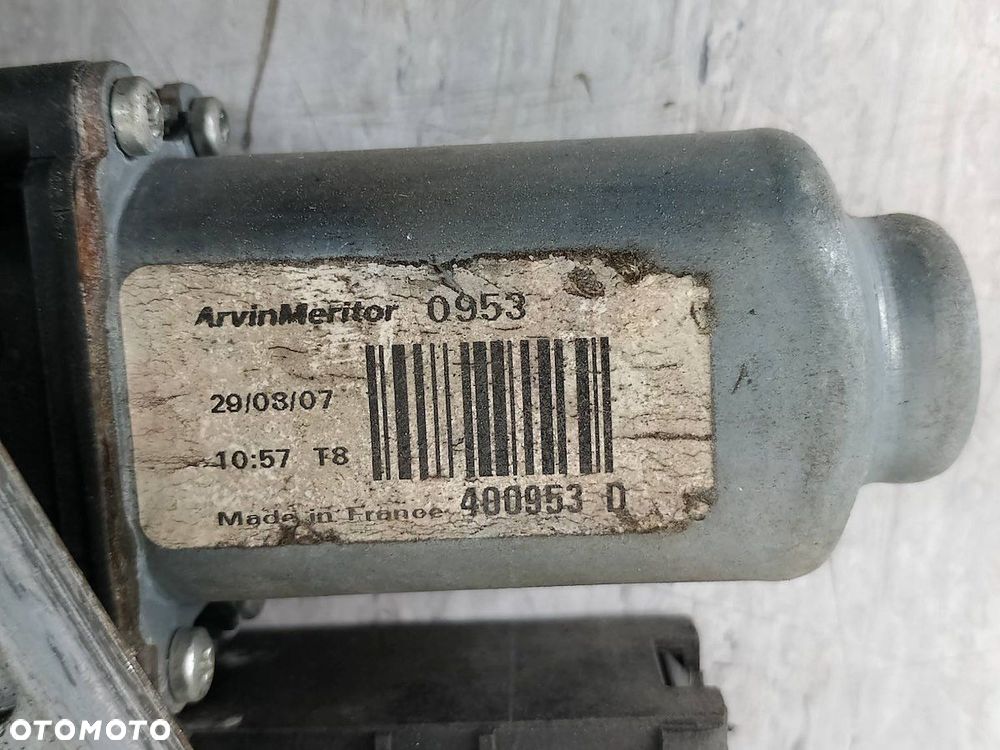 ArvinMeritor 0953
29/03/07
10:57 T8
Made in France 400953 D
OTOMOTO